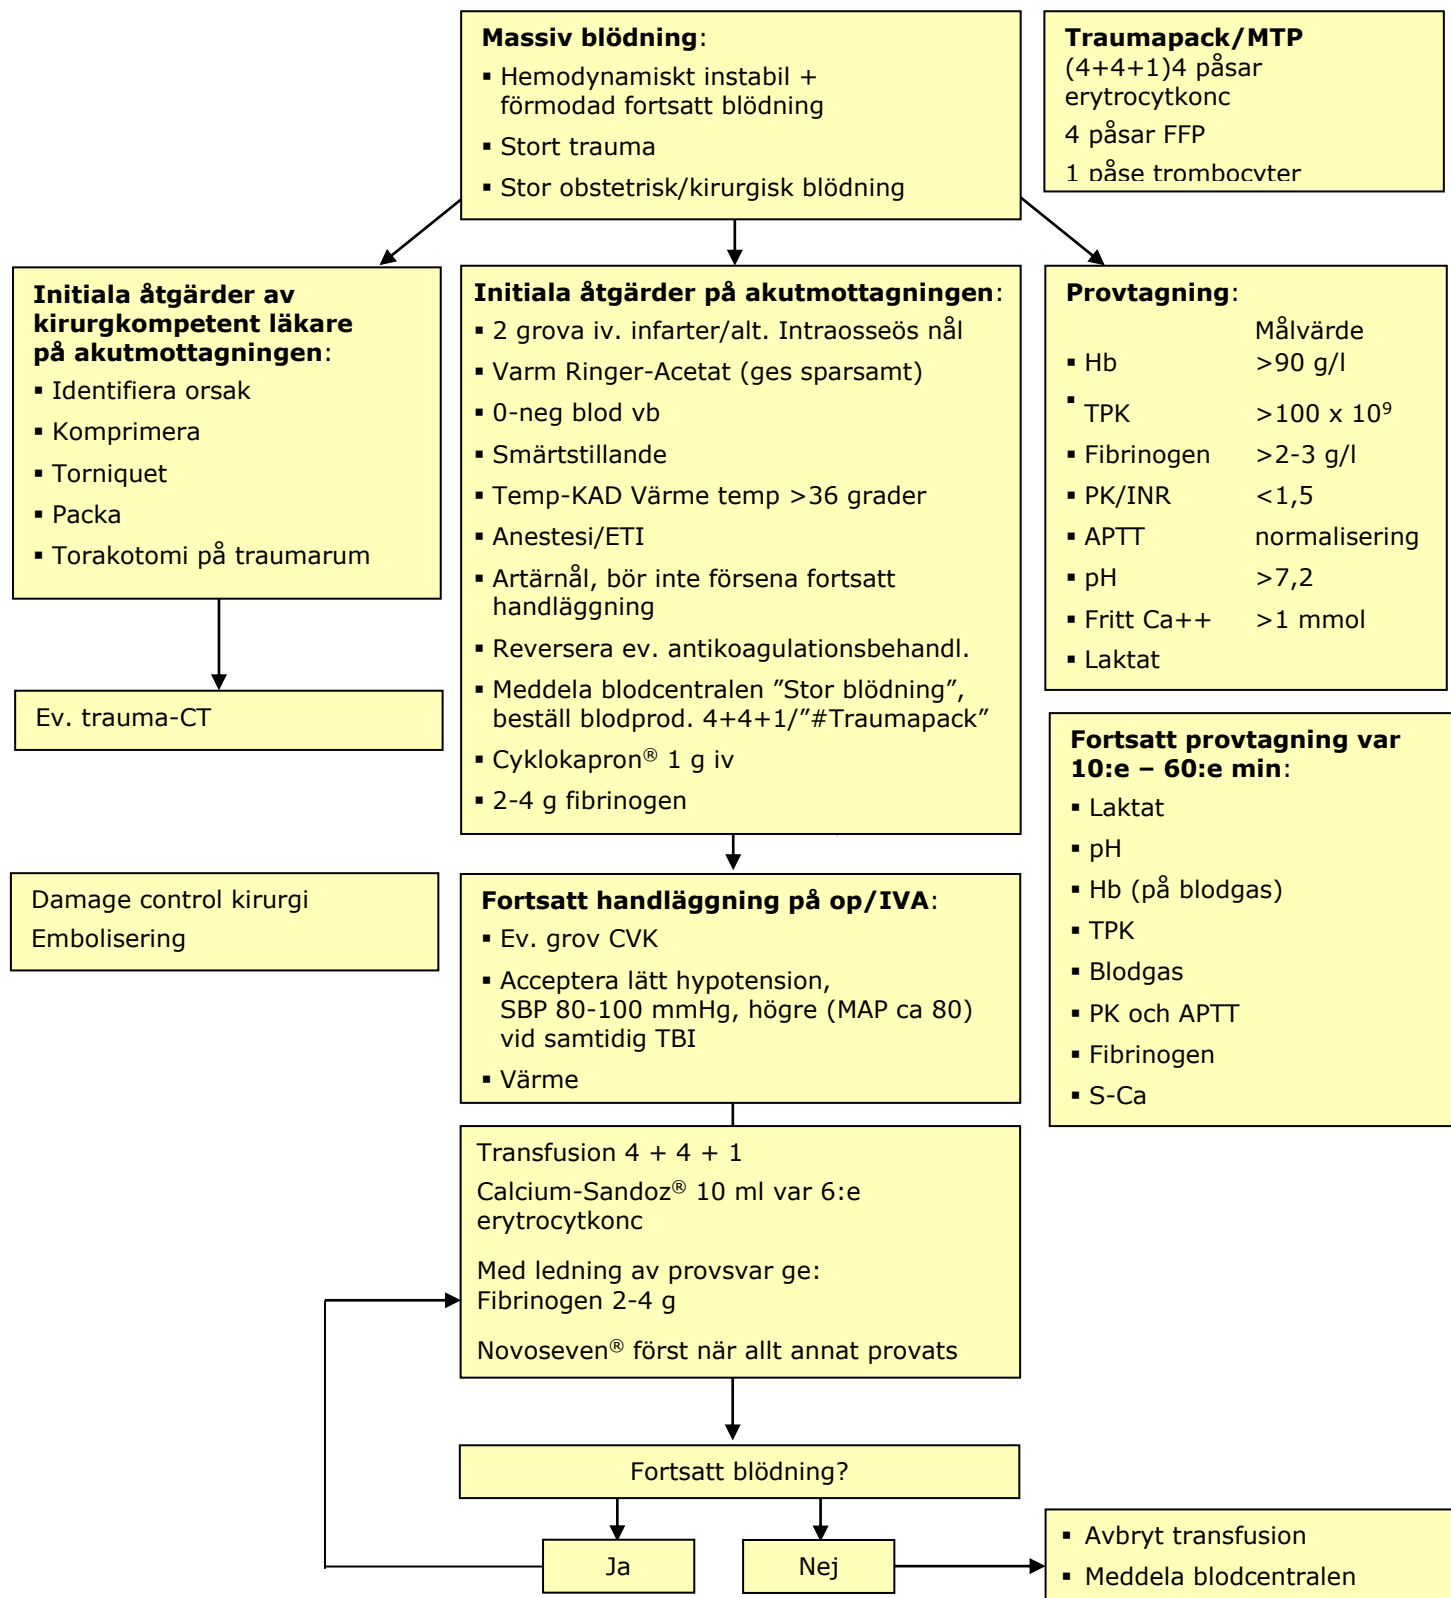 Massiv blödning:
▪ Hemodynamiskt instabil +
förmodad fortsatt blödning
▪ Stort trauma
▪ Stor obstetrisk/kirurgisk blödning
Traumapack/MTP
(4+4+1)4 påsar
erytrocytkonc
4 påsar FFP
1 påse trombocyter
Initiala åtgärder av
kirurgkompetent läkare
på akutmottagningen:
▪ Identifiera orsak
▪ Komprimera
▪ Torniquet
▪ Packa
▪ Torakotomi på traumarum
Ev. trauma-CT
Initiala åtgärder på akutmottagningen:
▪ 2 grova iv. infarter/alt. Intraosseös nål
▪ Varm Ringer-Acetat (ges sparsamt)
▪ 0-neg blod vb
▪ Smärtstillande
▪ Temp-KAD Värme temp >36 grader
▪ Anestesi/ETI
▪ Artärnål, bör inte försena fortsatt
handläggning
▪ Reversera ev. antikoagulationsbehandl.
▪ Meddela blodcentralen ”Stor blödning”,
beställ blodprod. 4+4+1/”#Traumapack”
▪ Cyklokapron® 1 g iv
▪ 2-4 g fibrinogen
Provtagning:
Målvärde
▪ Hb >90 g/l
▪ TPK >100 x 10⁹
▪ Fibrinogen >2-3 g/l
▪ PK/INR <1,5
▪ APTT normalisering
▪ pH >7,2
▪ Fritt Ca++ >1 mmol
▪ Laktat
Fortsatt provtagning var
10:e – 60:e min:
▪ Laktat
▪ pH
▪ Hb (på blodgas)
▪ TPK
▪ Blodgas
▪ PK och APTT
▪ Fibrinogen
▪ S-Ca
Damage control kirurgi
Embolisering
Fortsatt handläggning på op/IVA:
▪ Ev. grov CVK
▪ Acceptera lätt hypotension,
SBP 80-100 mmHg, högre (MAP ca 80)
vid samtidig TBI
▪ Värme
Transfusion 4 + 4 + 1
Calcium-Sandoz® 10 ml var 6:e
erytrocytkonc
Med ledning av provsvar ge:
Fibrinogen 2-4 g
Novoseven® först när allt annat provats
Fortsatt blödning?
Ja
Nej
▪ Avbryt transfusion
▪ Meddela blodcentralen